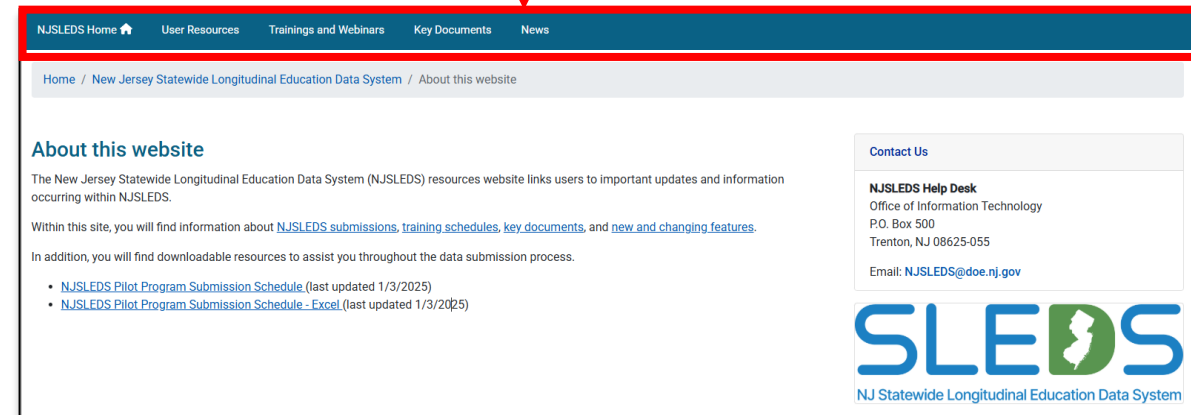 NJSLEDS Home User Resources Trainings and Webinars Key Documents News
Home / New Jersey Statewide Longitudinal Education Data System / About this website
About this website
The New Jersey Statewide Longitudinal Education Data System (NJSLEDS) resources website links users to important updates and information
occurring within NJSLEDS.
Within this site, you will find information about NJSLEDS submissions, training schedules, key documents, and new and changing features.
In addition, you will find downloadable resources to assist you throughout the data submission process.
• NJSLEDS Pilot Program Submission Schedule (last updated 1/3/2025)
• NJSLEDS Pilot Program Submission Schedule - Excel (last updated 1/3/2025)
Contact Us
NJSLEDS Help Desk
Office of Information Technology
P.O. Box 500
Trenton, NJ 08625-055
Email: NJSLEDS@doe.nj.gov
SLEDS
NJ Statewide Longitudinal Education Data System